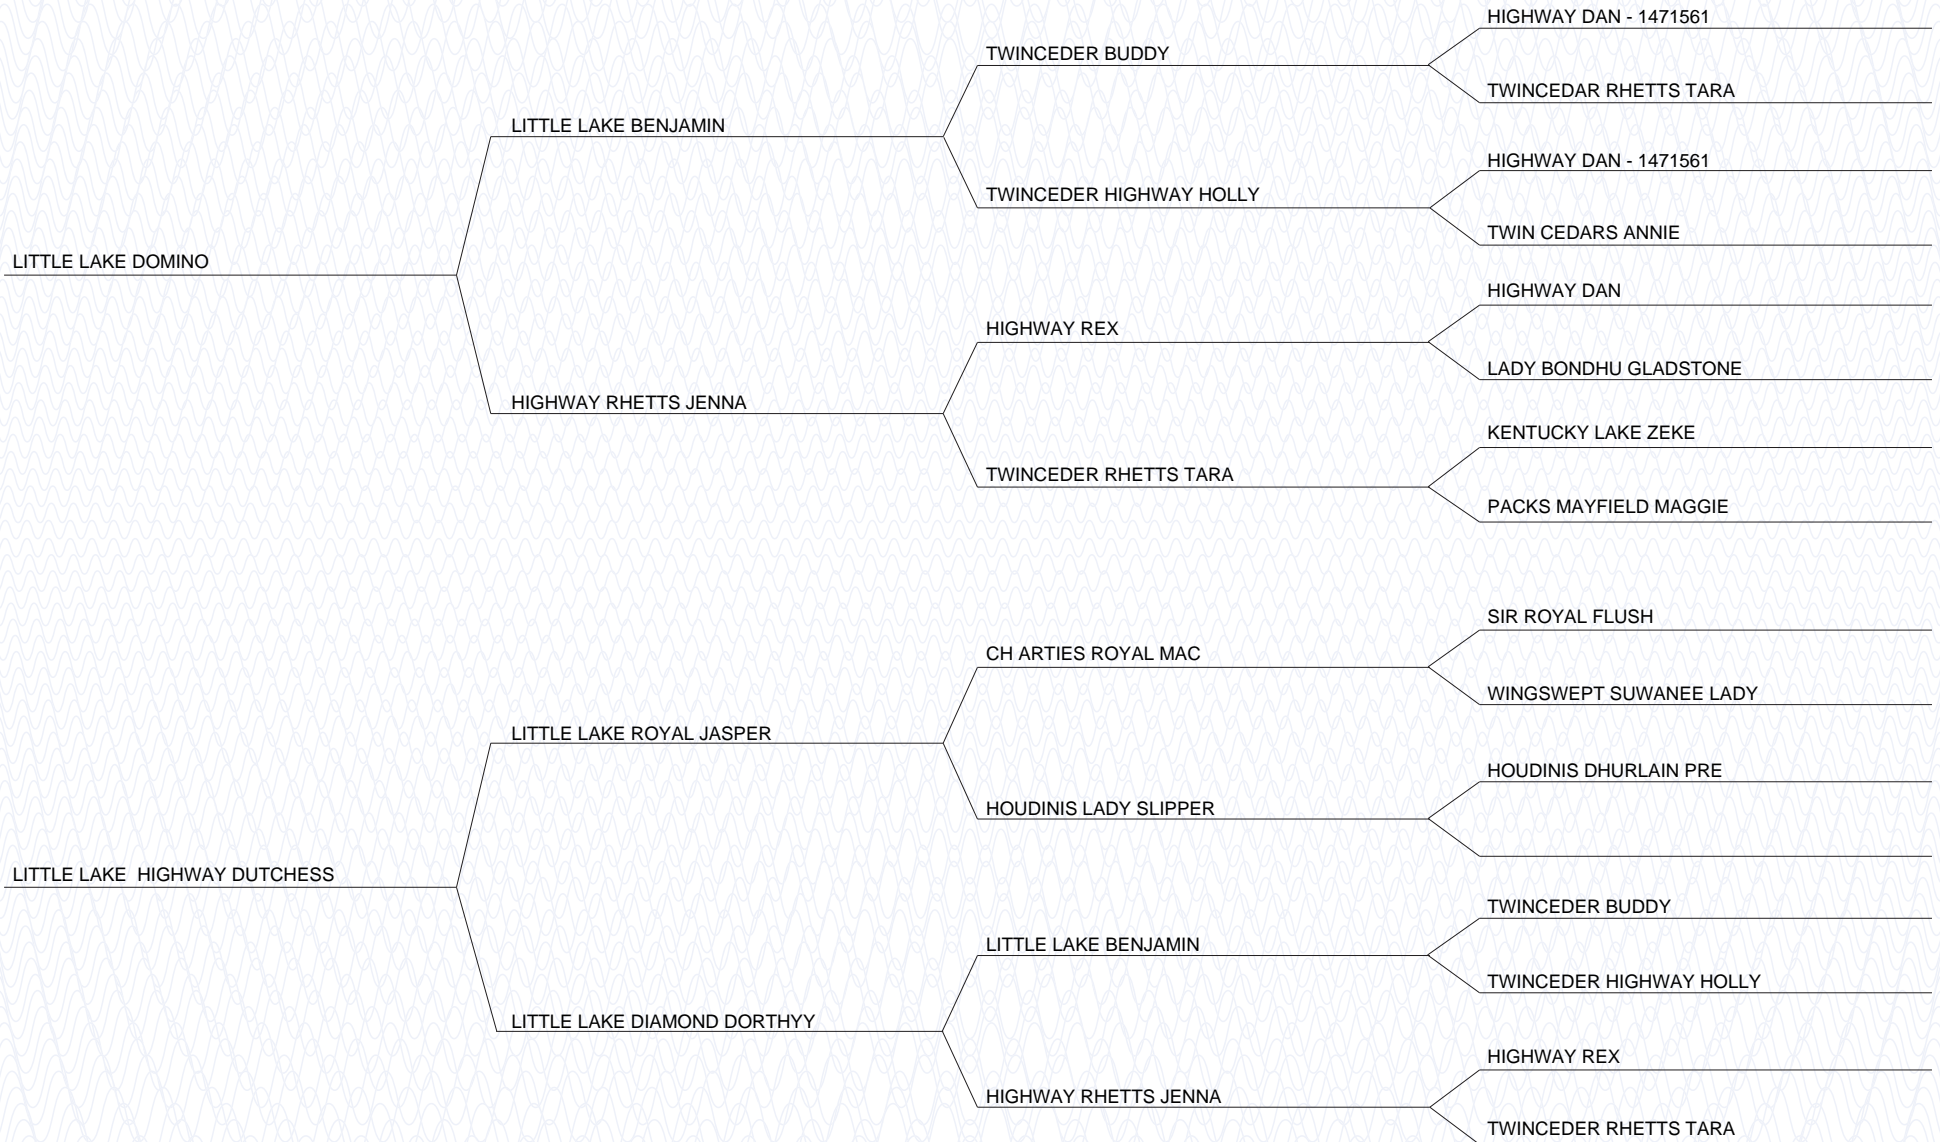 HIGHWAY DAN - 1471561
TWINCEDER BUDDY
TWINCEDAR RHETTS TARA
LITTLE LAKE BENJAMIN
HIGHWAY DAN - 1471561
TWINCEDER HIGHWAY HOLLY
TWIN CEDARS ANNIE
LITTLE LAKE DOMINO
HIGHWAY DAN
HIGHWAY REX
LADY BONDHU GLADSTONE
HIGHWAY RHETTS JENNA
KENTUCKY LAKE ZEKE
TWINCEDER RHETTS TARA
PACKS MAYFIELD MAGGIE
SIR ROYAL FLUSH
CH ARTIES ROYAL MAC
WINGSWEPT SUWANEE LADY
LITTLE LAKE ROYAL JASPER
HOUDINIS DHURLAIN PRE
HOUDINIS LADY SLIPPER
LITTLE LAKE  HIGHWAY DUTCHESS
TWINCEDER BUDDY
LITTLE LAKE BENJAMIN
TWINCEDER HIGHWAY HOLLY
LITTLE LAKE DIAMOND DORTHYY
HIGHWAY REX
HIGHWAY RHETTS JENNA
TWINCEDER RHETTS TARA